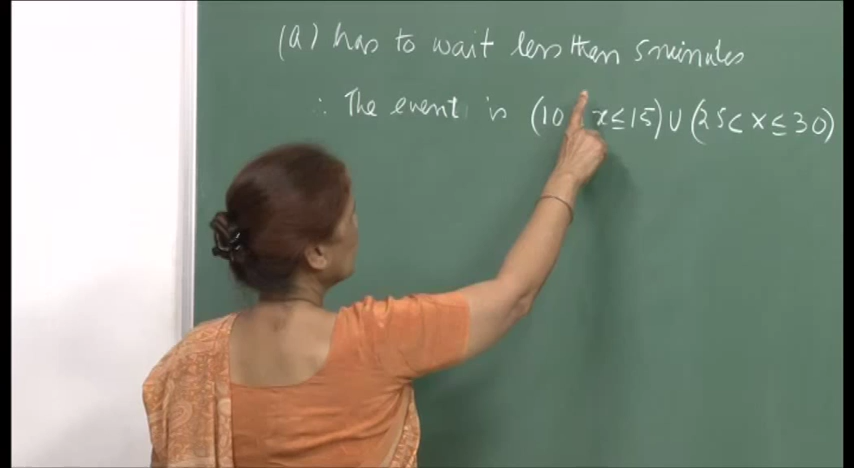 (a) has to wait less then 5 minutes
∴ The event is (10 x ≤ 15) ∪ (25 < x ≤ 30)